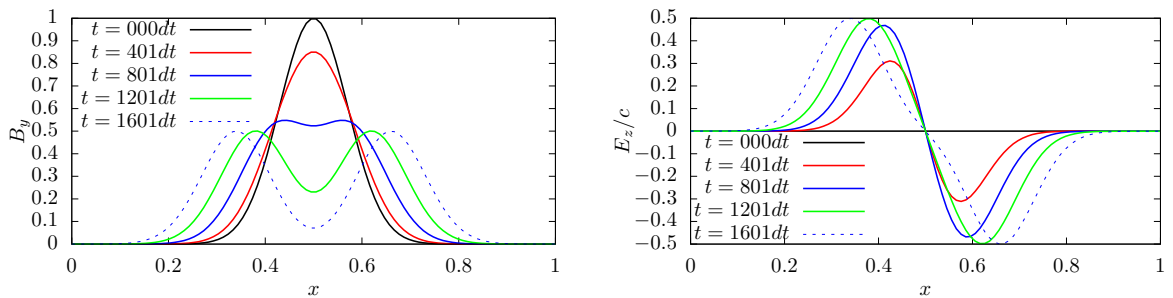 1
0.9
0.8
0.7
0.6
0.5
0.4
0.3
0.2
0.1
0
B_y
t = 000dt
t = 401dt
t = 801dt
t = 1201dt
t = 1601dt
0 0.2 0.4 0.6 0.8 1
x
0.5
0.4
0.3
0.2
0.1
0
−0.1
−0.2
−0.3
−0.4
−0.5
E_z/c
t = 000dt
t = 401dt
t = 801dt
t = 1201dt
t = 1601dt
0 0.2 0.4 0.6 0.8 1
x